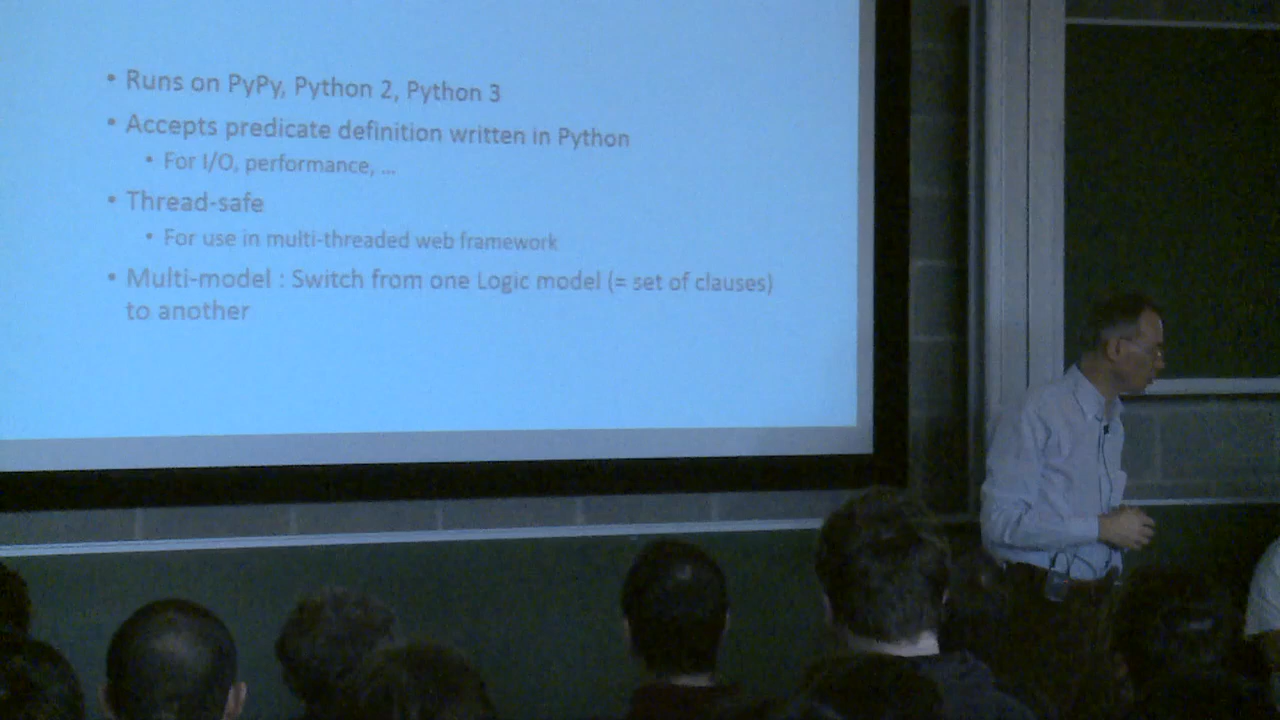 • Runs on PyPy, Python 2, Python 3
• Accepts predicate definition written in Python
• For I/O, performance, ...
• Thread-safe
• For use in multi-threaded web framework
• Multi-model : Switch from one Logic model (= set of clauses)
to another